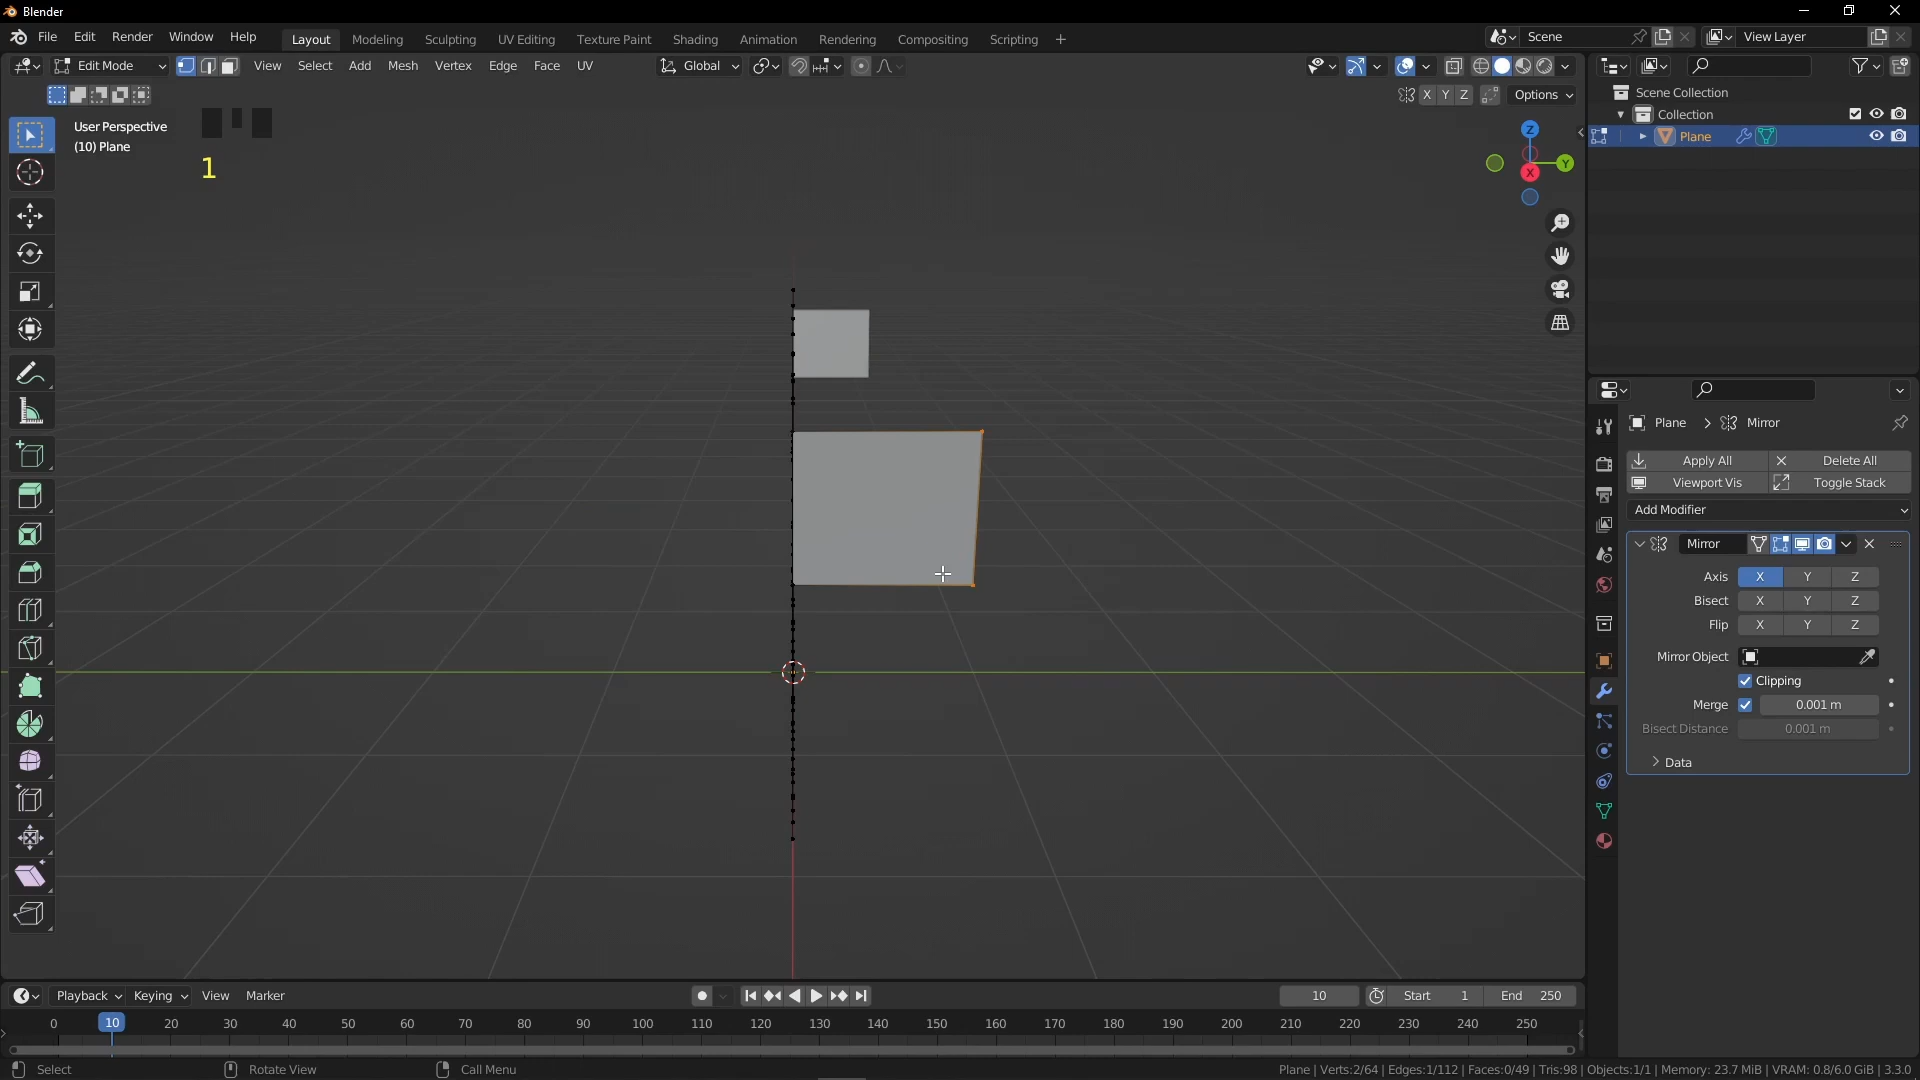 Blender
File Edit Render Window Help Layout Modeling Sculpting UV Editing Texture Paint Shading Animation Rendering Compositing Scripting + Scene View Layer
Edit Mode View Select Add Mesh Vertex Edge Face UV Global
X Y Z Options
User Perspective
(10) Plane
1
Z
Y
X
Scene Collection
Collection
Plane
Plane > Mirror
Apply All Delete All
Viewport Vis Toggle Stack
Add Modifier
Mirror
Axis X Y Z
Bisect X Y Z
Flip X Y Z
Mirror Object
Clipping
Merge 0.001 m
Bisect Distance 0.001 m
Data
Playback Keying View Marker 10 Start 1 End 250
0 10 20 30 40 50 60 70 80 90 100 110 120 130 140 150 160 170 180 190 200 210 220 230 240 250
Select Rotate View Call Menu Plane | Verts:2/64 | Edges:1/112 | Faces:0/49 | Tris:98 | Objects:1/1 | Memory: 23.7 MiB | VRAM: 0.8/6.0 GiB | 3.3.0